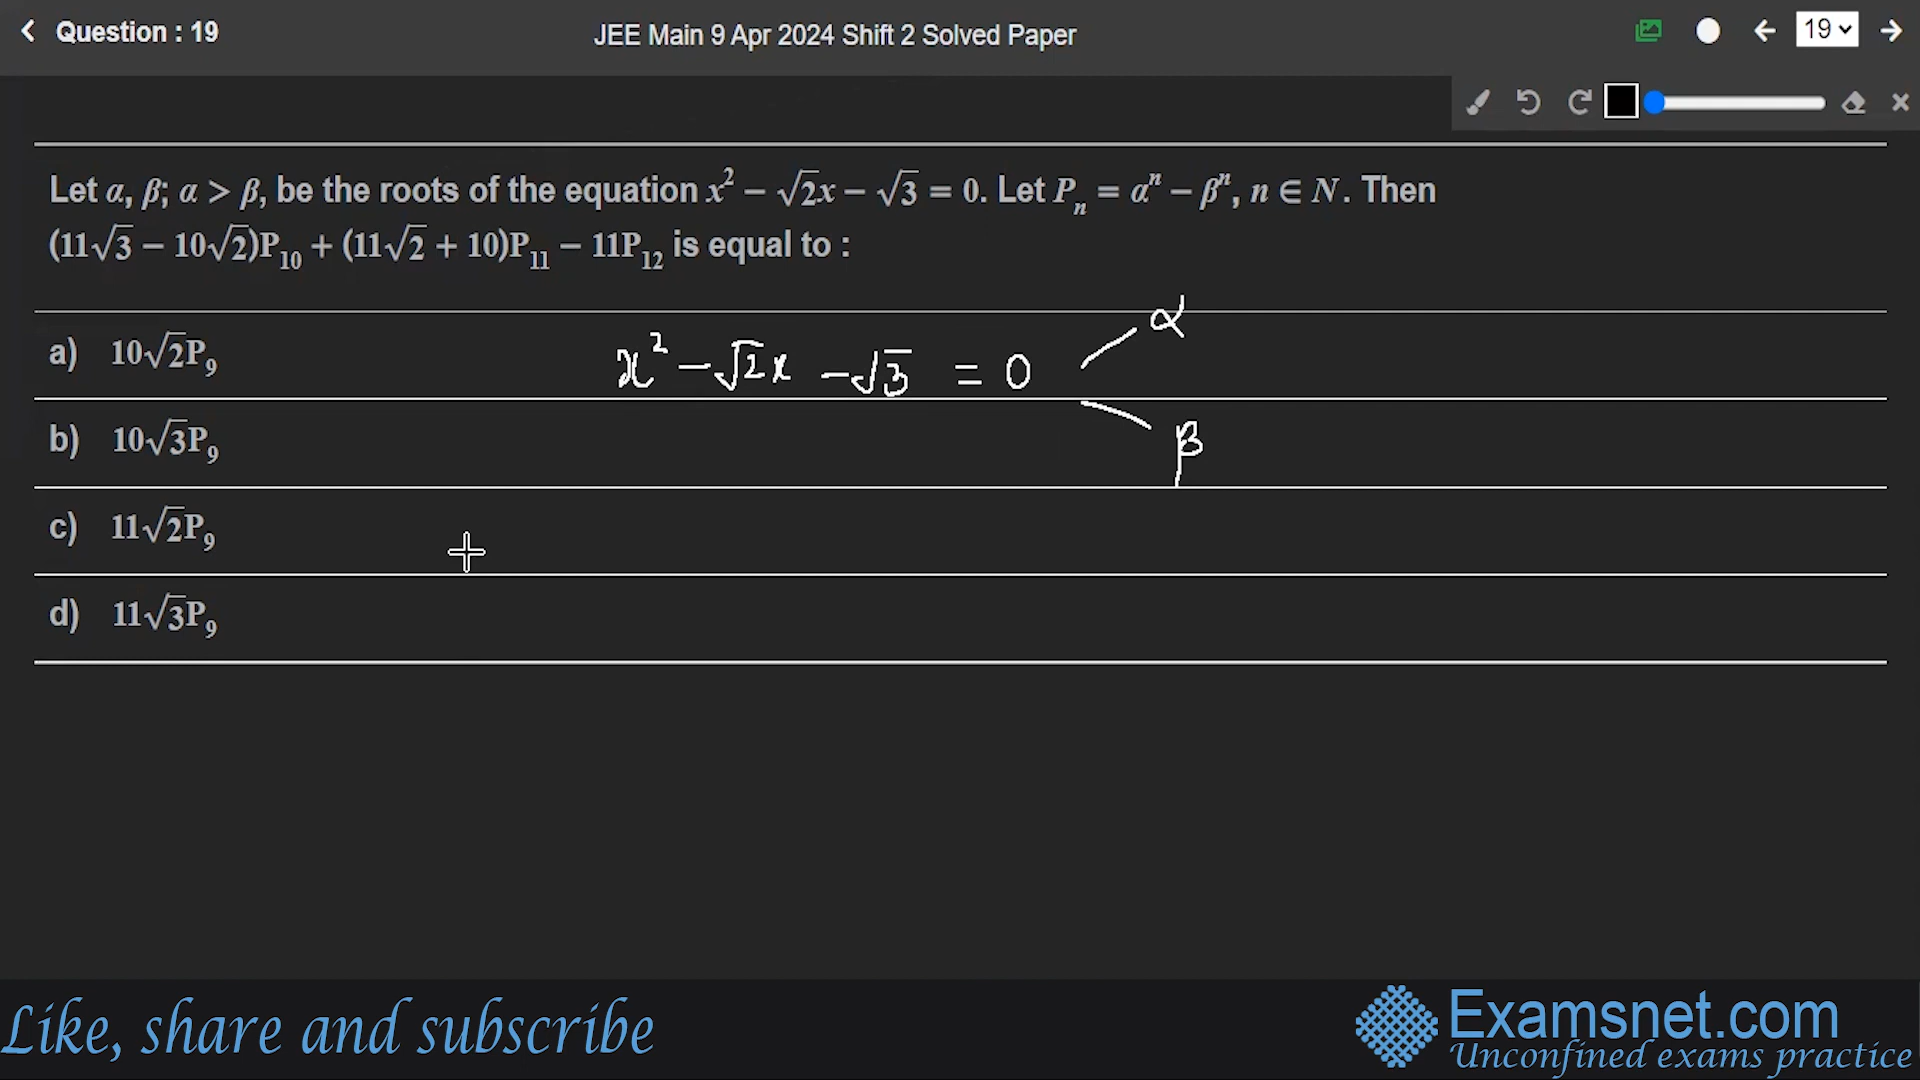 Question : 19
JEE Main 9 Apr 2024 Shift 2 Solved Paper
19
Let α, β; α > β, be the roots of the equation x² − √2x − √3 = 0. Let Pₙ = αⁿ − βⁿ, n ∈ N. Then
(11√3 − 10√2)P₁₀ + (11√2 + 10)P₁₁ − 11P₁₂ is equal to :
a) 10√2P₉
b) 10√3P₉
c) 11√2P₉
d) 11√3P₉
x² − √2x − √3 = 0
α
β
Like, share and subscribe
Examsnet.com
Unconfined exams practice